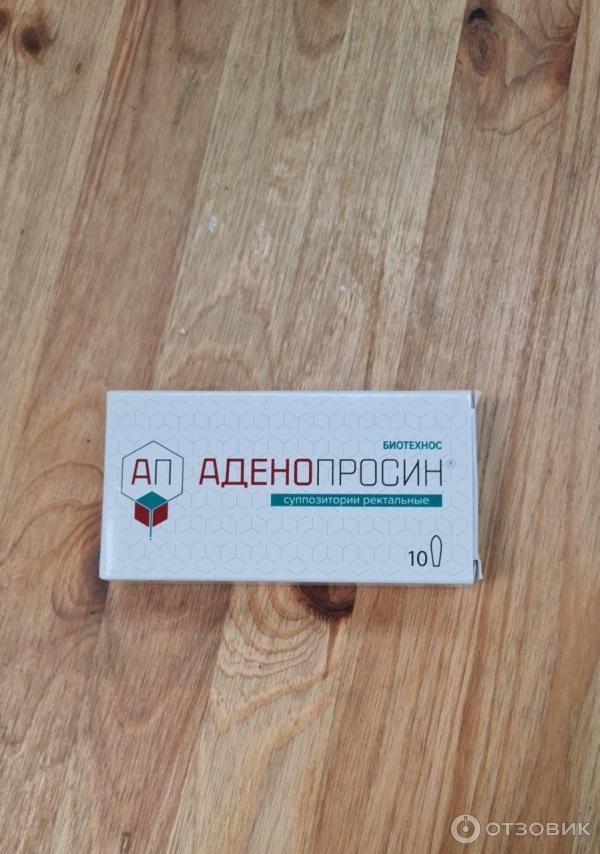 БИОТЕХНОС
АП АДЕНОПРОСИН®
суппозитории ректальные
10
ОТЗОВИК